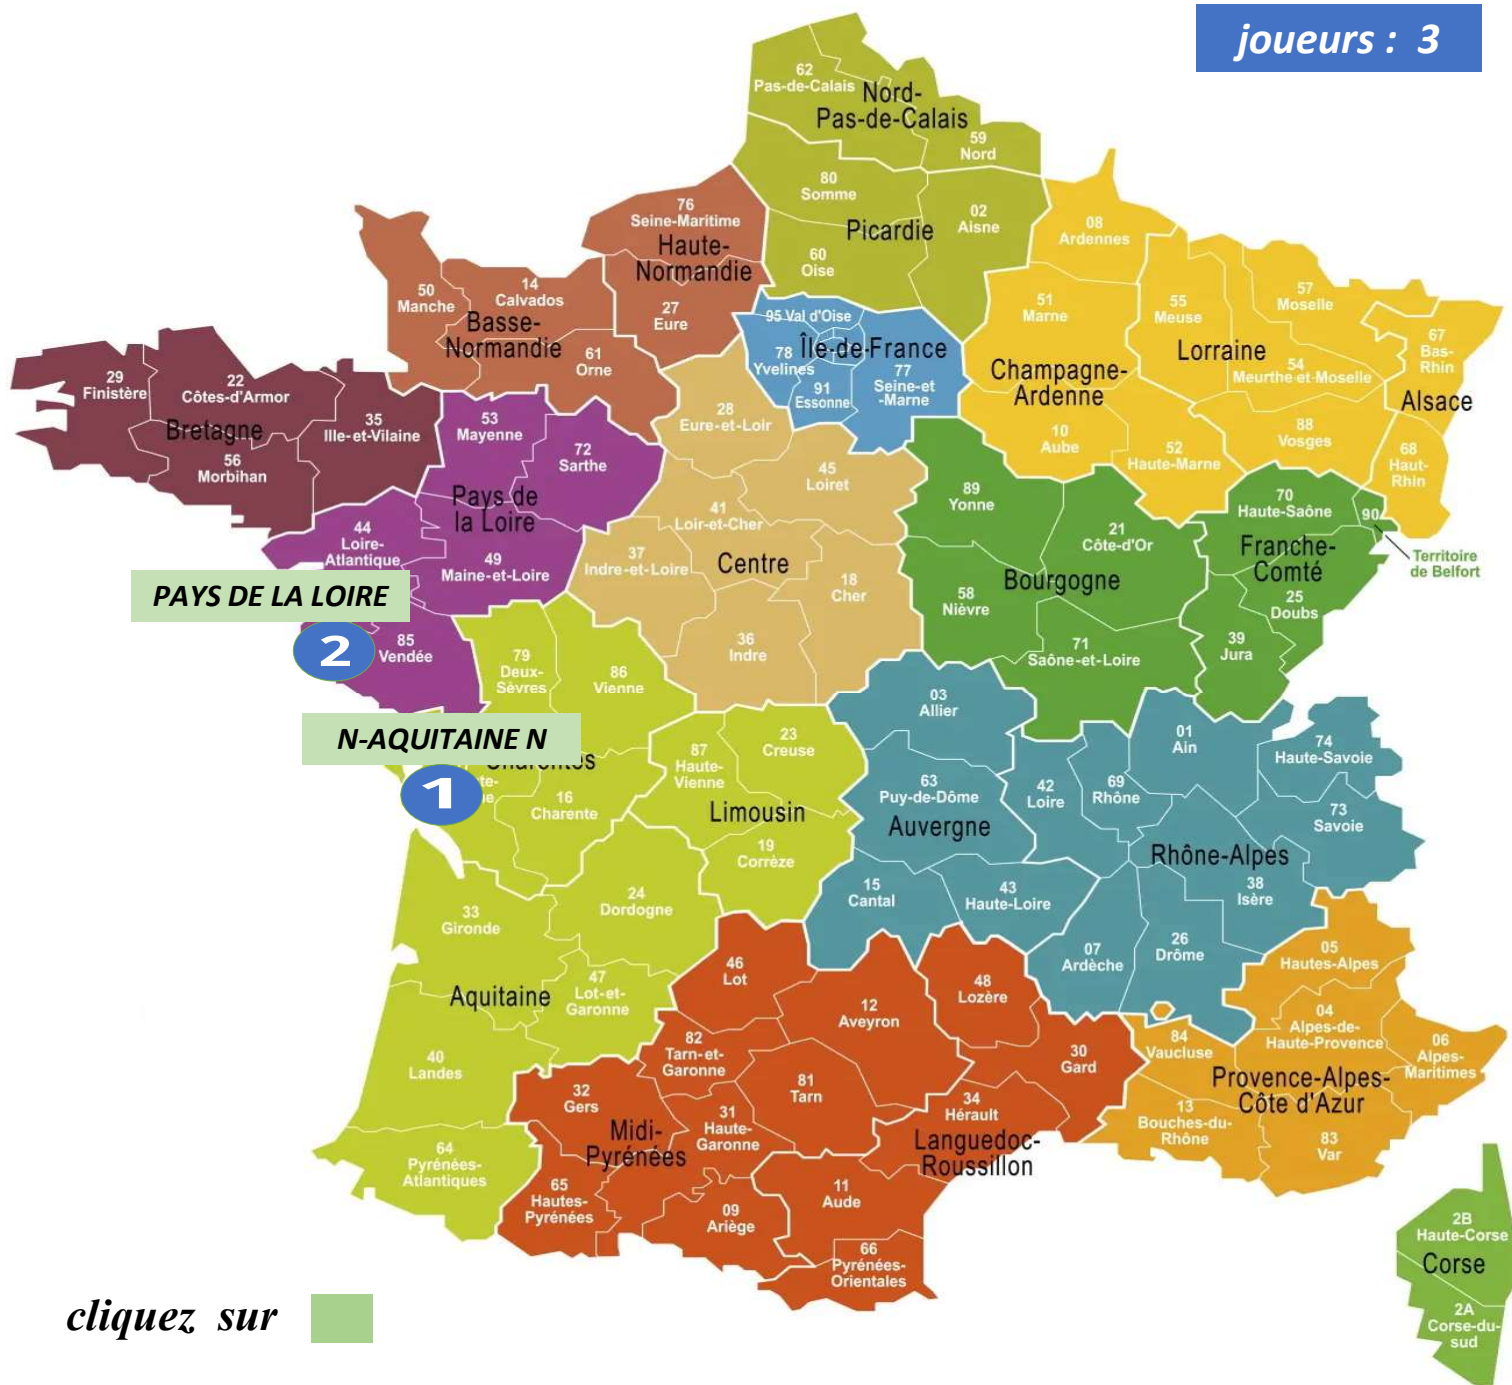 joueurs : 3
62
Pas-de-Calais
Nord-
Pas-de-Calais
59
Nord
80
Somme
02
Aisne
Picardie
60
Oise
76
Seine-Maritime
Haute-
Normandie
27
Eure
50
Manche
14
Calvados
Basse-
Normandie
61
Orne
08
Ardennes
51
Marne
Champagne-
Ardenne
10
Aube
52
Haute-Marne
55
Meuse
57
Moselle
Lorraine
54
Meurthe-et-Moselle
88
Vosges
67
Bas-
Rhin
Alsace
68
Haut-
Rhin
95 Val d'Oise
78
Yvelines
Île-de-France
91
Essonne
77
Seine-et
-Marne
29
Finistère
22
Côtes-d'Armor
35
Ille-et-Vilaine
Bretagne
56
Morbihan
53
Mayenne
72
Sarthe
Pays de
la Loire
44
Loire-
Atlantique
49
Maine-et-Loire
PAYS DE LA LOIRE
2
85
Vendée
28
Eure-et-Loir
45
Loiret
41
Loir-et-Cher
37
Indre-et-Loire
Centre
18
Cher
36
Indre
89
Yonne
21
Côte-d'Or
Bourgogne
58
Nièvre
71
Saône-et-Loire
70
Haute-Saône
90
Territoire
de Belfort
Franche-
Comté
25
Doubs
39
Jura
79
Deux-
Sèvres
86
Vienne
N-AQUITAINE N
Charentes
1
16
Charente
87
Haute-
Vienne
23
Creuse
Limousin
19
Corrèze
03
Allier
63
Puy-de-Dôme
Auvergne
15
Cantal
43
Haute-Loire
42
Loire
69
Rhône
01
Ain
74
Haute-Savoie
73
Savoie
Rhône-Alpes
38
Isère
07
Ardèche
26
Drôme
33
Gironde
24
Dordogne
47
Lot-et-
Garonne
Aquitaine
40
Landes
64
Pyrénées-
Atlantiques
46
Lot
12
Aveyron
82
Tarn-et-
Garonne
32
Gers
81
Tarn
31
Haute-
Garonne
Midi-
Pyrénées
65
Hautes-
Pyrénées
09
Ariège
48
Lozère
30
Gard
34
Hérault
Languedoc-
Roussillon
11
Aude
66
Pyrénées-
Orientales
05
Hautes-Alpes
04
Alpes-de-
Haute-Provence
06
Alpes-
Maritimes
84
Vaucluse
Provence-Alpes-
Côte d'Azur
13
Bouches-du-
Rhône
83
Var
2B
Haute-Corse
Corse
2A
Corse-du-
sud
cliquez sur